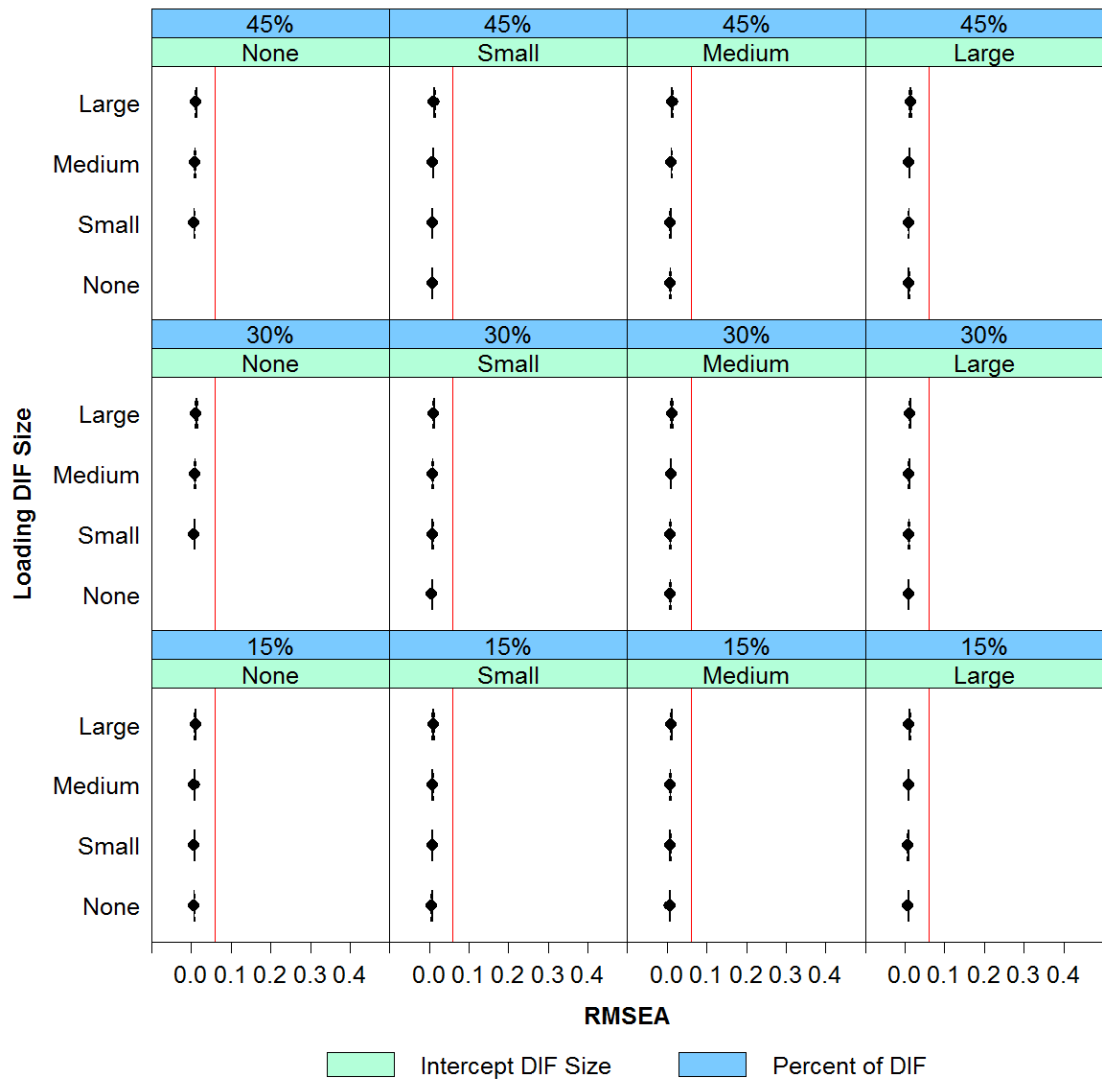 45% 45% 45% 45%
None Small Medium Large
Large
Medium
Small
None
30% 30% 30% 30%
None Small Medium Large
Large
Medium
Small
None
15% 15% 15% 15%
None Small Medium Large
Large
Medium
Small
None
Loading DIF Size
0.0 0.1 0.2 0.3 0.4 0.0 0.1 0.2 0.3 0.4 0.0 0.1 0.2 0.3 0.4 0.0 0.1 0.2 0.3 0.4
RMSEA
Intercept DIF Size Percent of DIF